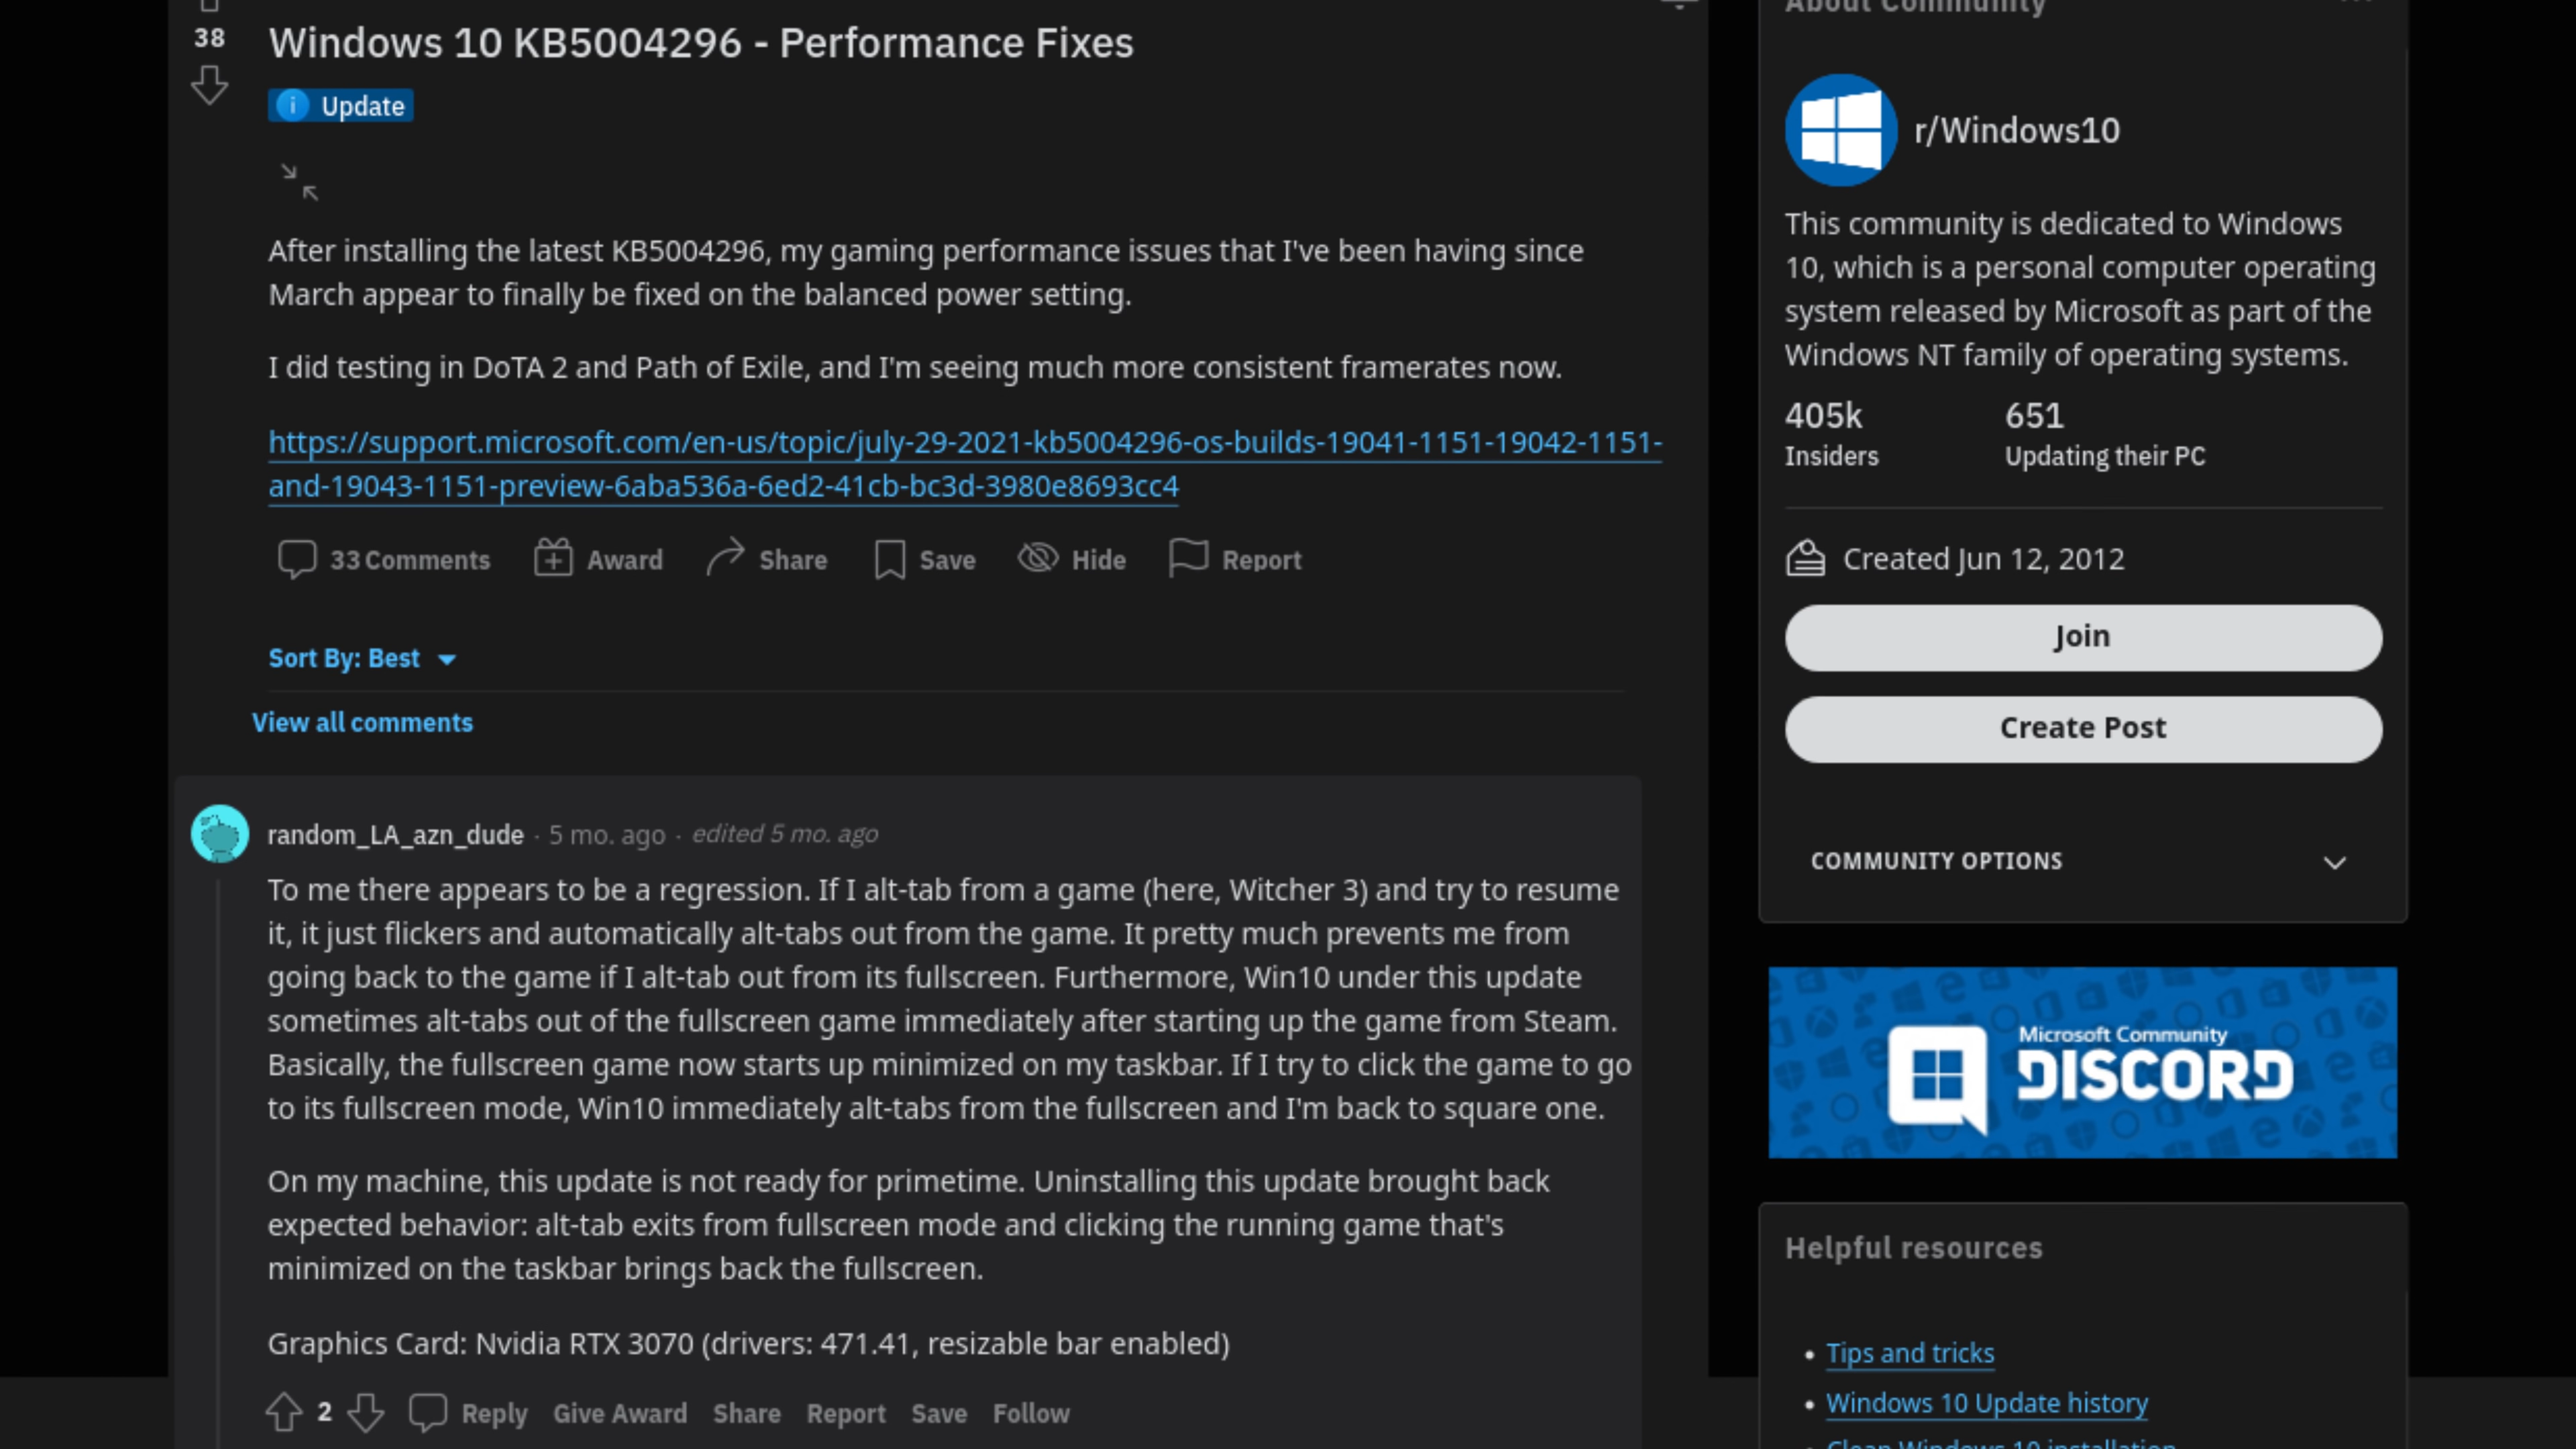 38
Windows 10 KB5004296 - Performance Fixes
Update
After installing the latest KB5004296, my gaming performance issues that I've been having since
March appear to finally be fixed on the balanced power setting.
I did testing in DoTA 2 and Path of Exile, and I'm seeing much more consistent framerates now.
https://support.microsoft.com/en-us/topic/july-29-2021-kb5004296-os-builds-19041-1151-19042-1151-
and-19043-1151-preview-6aba536a-6ed2-41cb-bc3d-3980e8693cc4
33 Comments Award Share Save Hide Report
Sort By: Best
View all comments
random_LA_azn_dude · 5 mo. ago · edited 5 mo. ago
To me there appears to be a regression. If I alt-tab from a game (here, Witcher 3) and try to resume
it, it just flickers and automatically alt-tabs out from the game. It pretty much prevents me from
going back to the game if I alt-tab out from its fullscreen. Furthermore, Win10 under this update
sometimes alt-tabs out of the fullscreen game immediately after starting up the game from Steam.
Basically, the fullscreen game now starts up minimized on my taskbar. If I try to click the game to go
to its fullscreen mode, Win10 immediately alt-tabs from the fullscreen and I'm back to square one.
On my machine, this update is not ready for primetime. Uninstalling this update brought back
expected behavior: alt-tab exits from fullscreen mode and clicking the running game that's
minimized on the taskbar brings back the fullscreen.
Graphics Card: Nvidia RTX 3070 (drivers: 471.41, resizable bar enabled)
2 Reply Give Award Share Report Save Follow
About Community
r/Windows10
This community is dedicated to Windows
10, which is a personal computer operating
system released by Microsoft as part of the
Windows NT family of operating systems.
405k 651
Insiders Updating their PC
Created Jun 12, 2012
Join
Create Post
COMMUNITY OPTIONS
Microsoft Community
DISCORD
Helpful resources
• Tips and tricks
• Windows 10 Update history
Clean Windows 10 installation